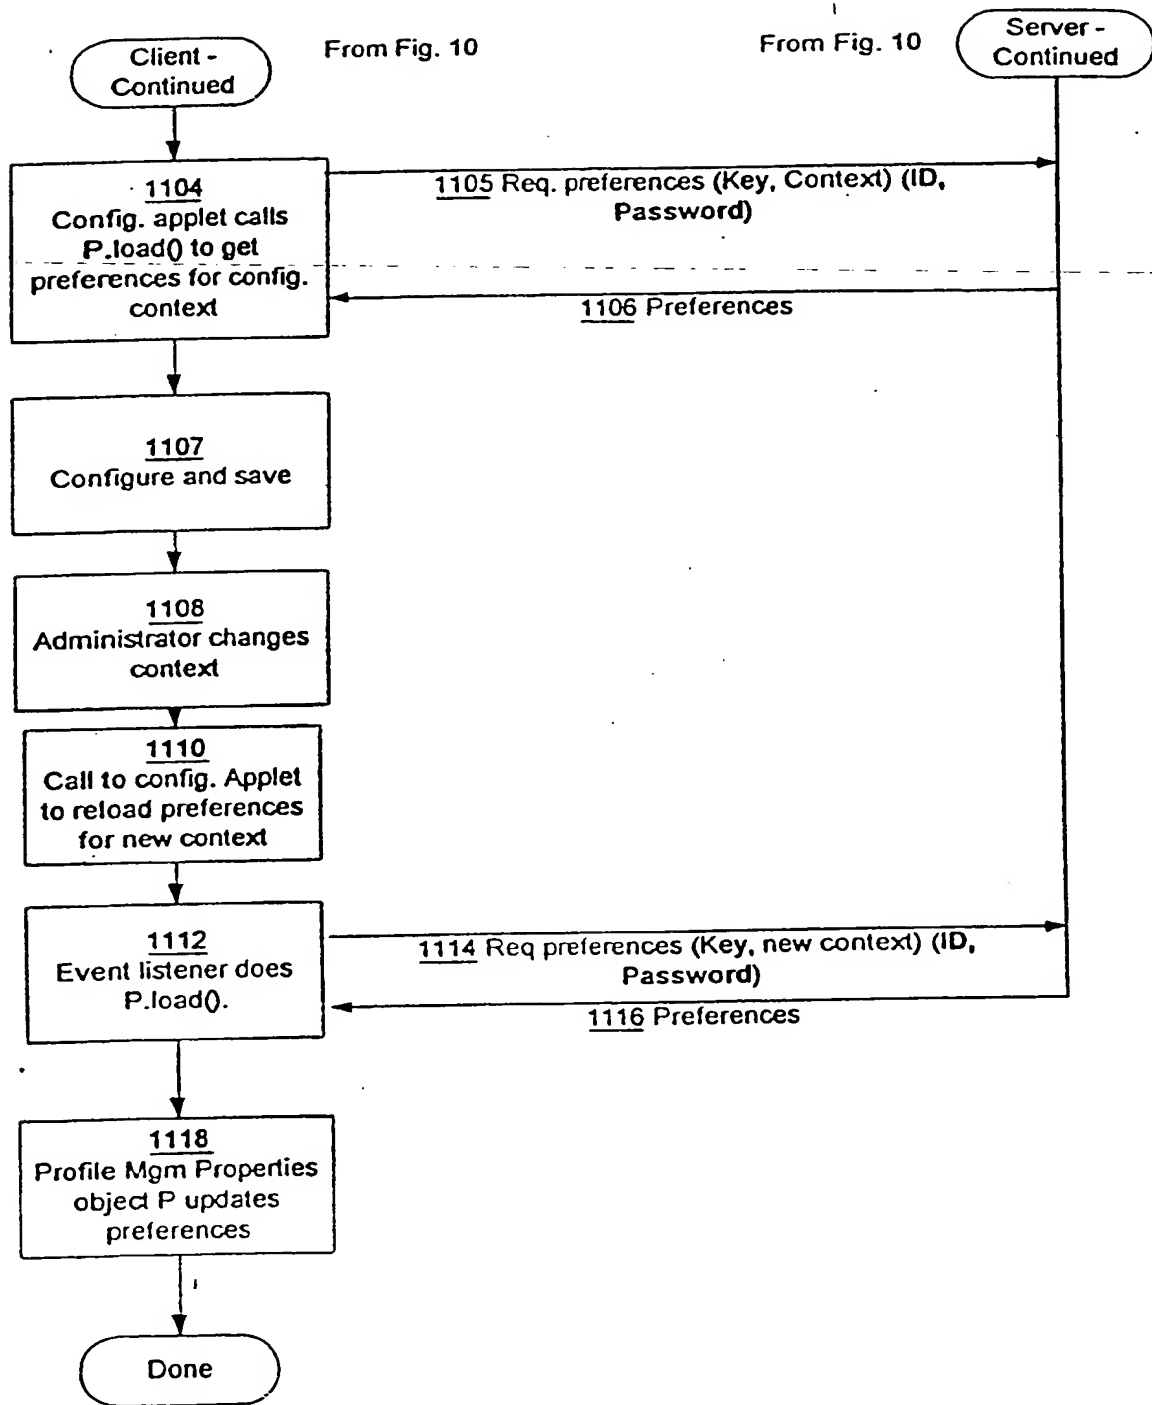 Client -
Continued
From Fig. 10
From Fig. 10
Server -
Continued
1104
Config. applet calls
P.load() to get
preferences for config.
context
1105 Req. preferences (Key, Context) (ID,
Password)
1106 Preferences
1107
Configure and save
1108
Administrator changes
context
1110
Call to config. Applet
to reload preferences
for new context
1112
Event listener does
P.load().
1114 Req preferences (Key, new context) (ID,
Password)
1116 Preferences
1118
Profile Mgm Properties
object P updates
preferences
Done